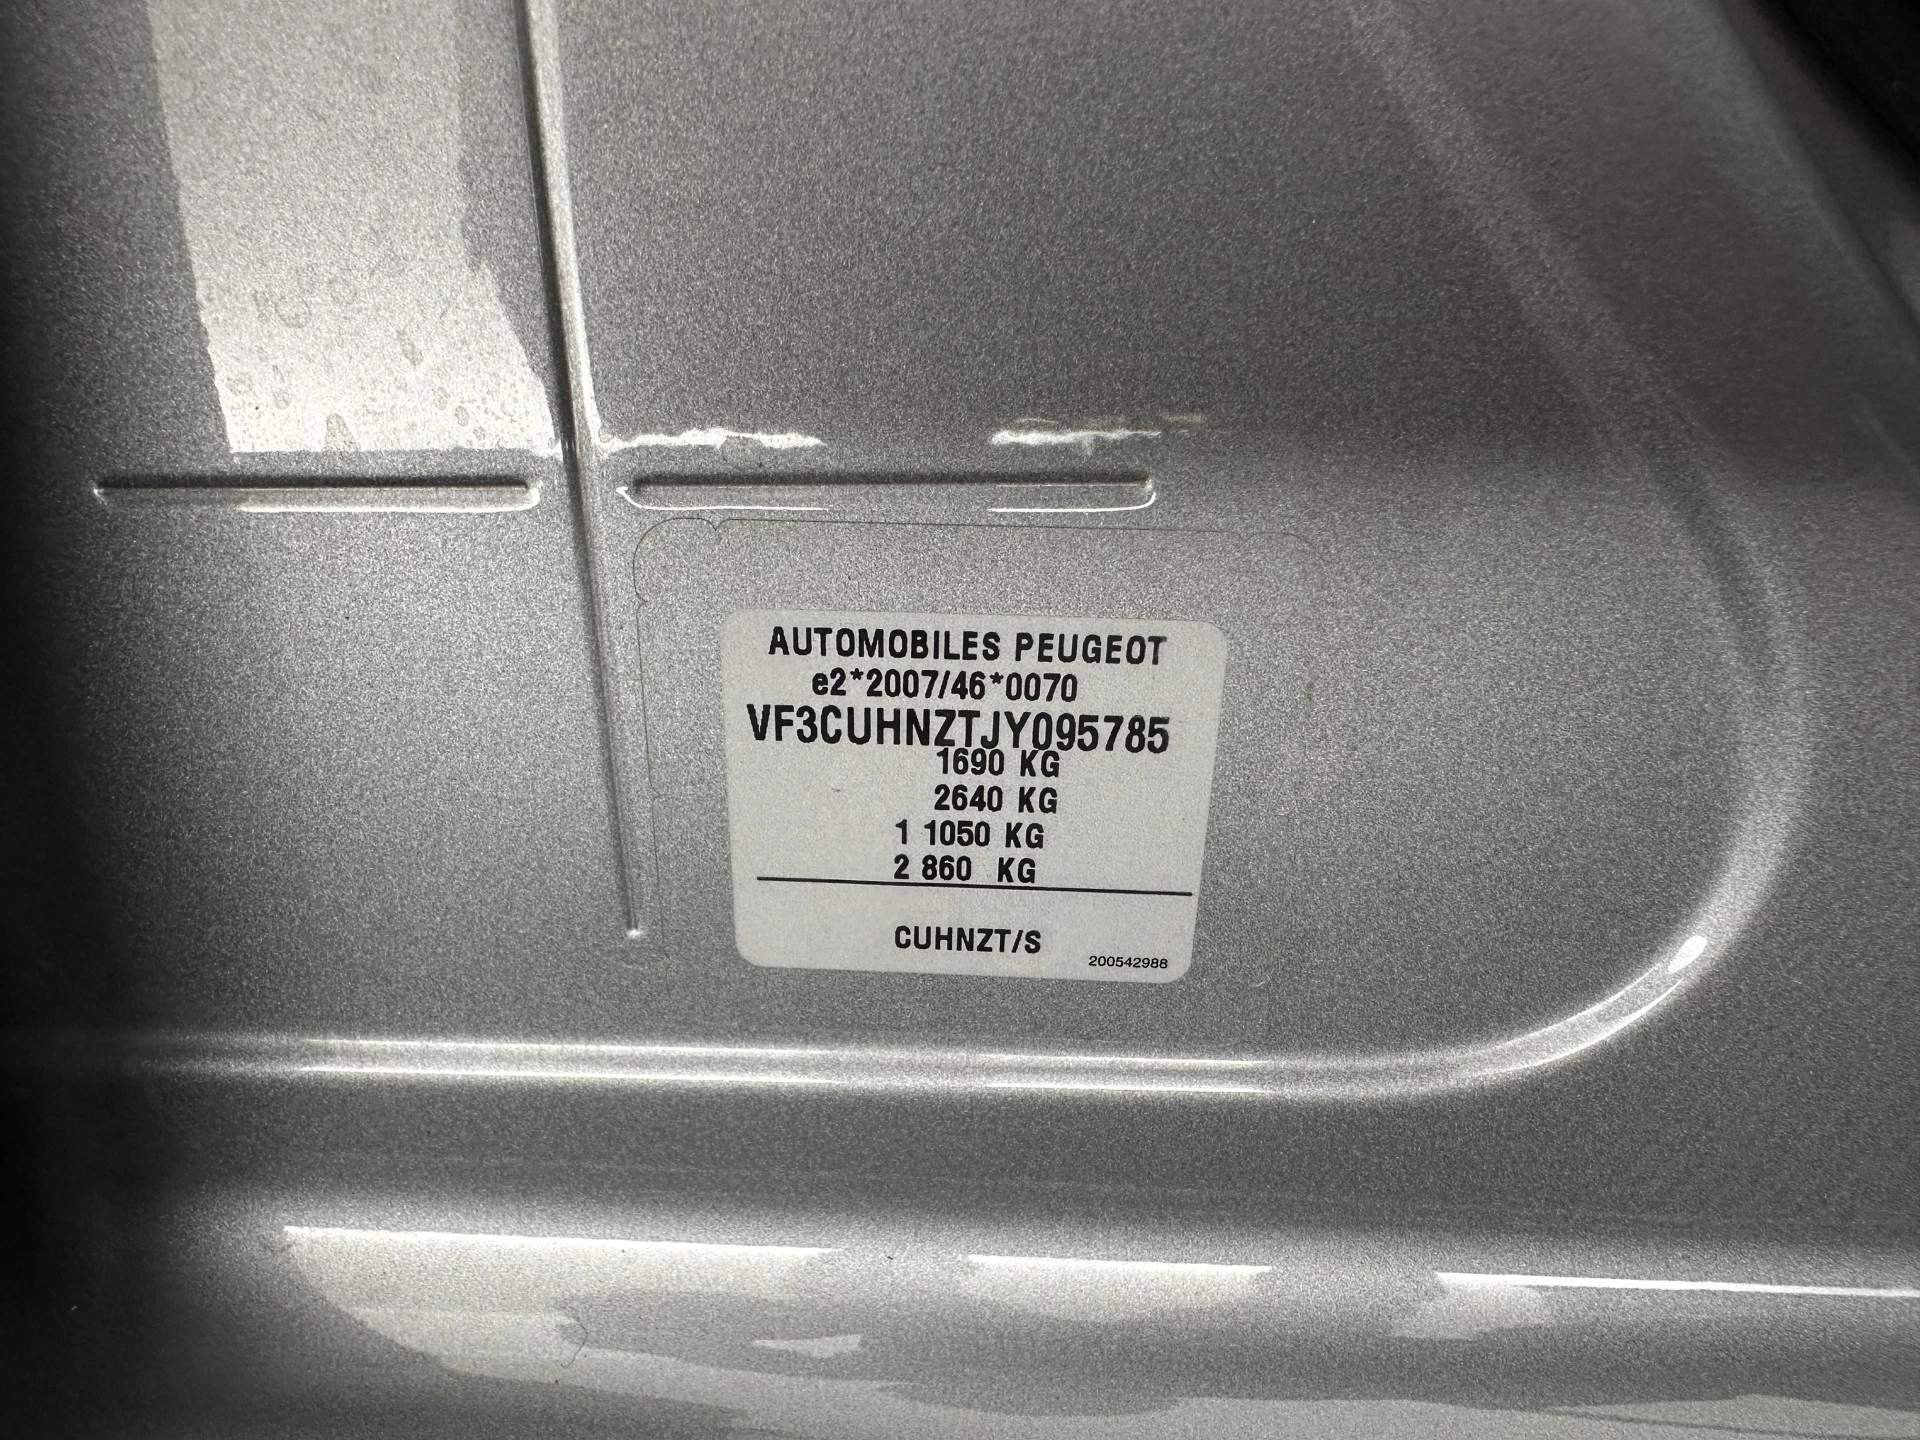 AUTOMOBILES PEUGEOT
e2*2007/46*0070
VF3CUHNZTJY095785
1690 KG
2640 KG
1 1050 KG
2 860 KG
CUHNZT/S
200542988